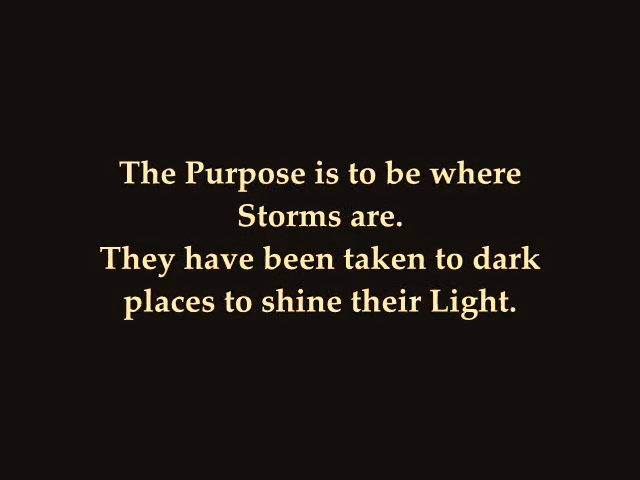 The Purpose is to be where
Storms are.
They have been taken to dark
places to shine their Light.